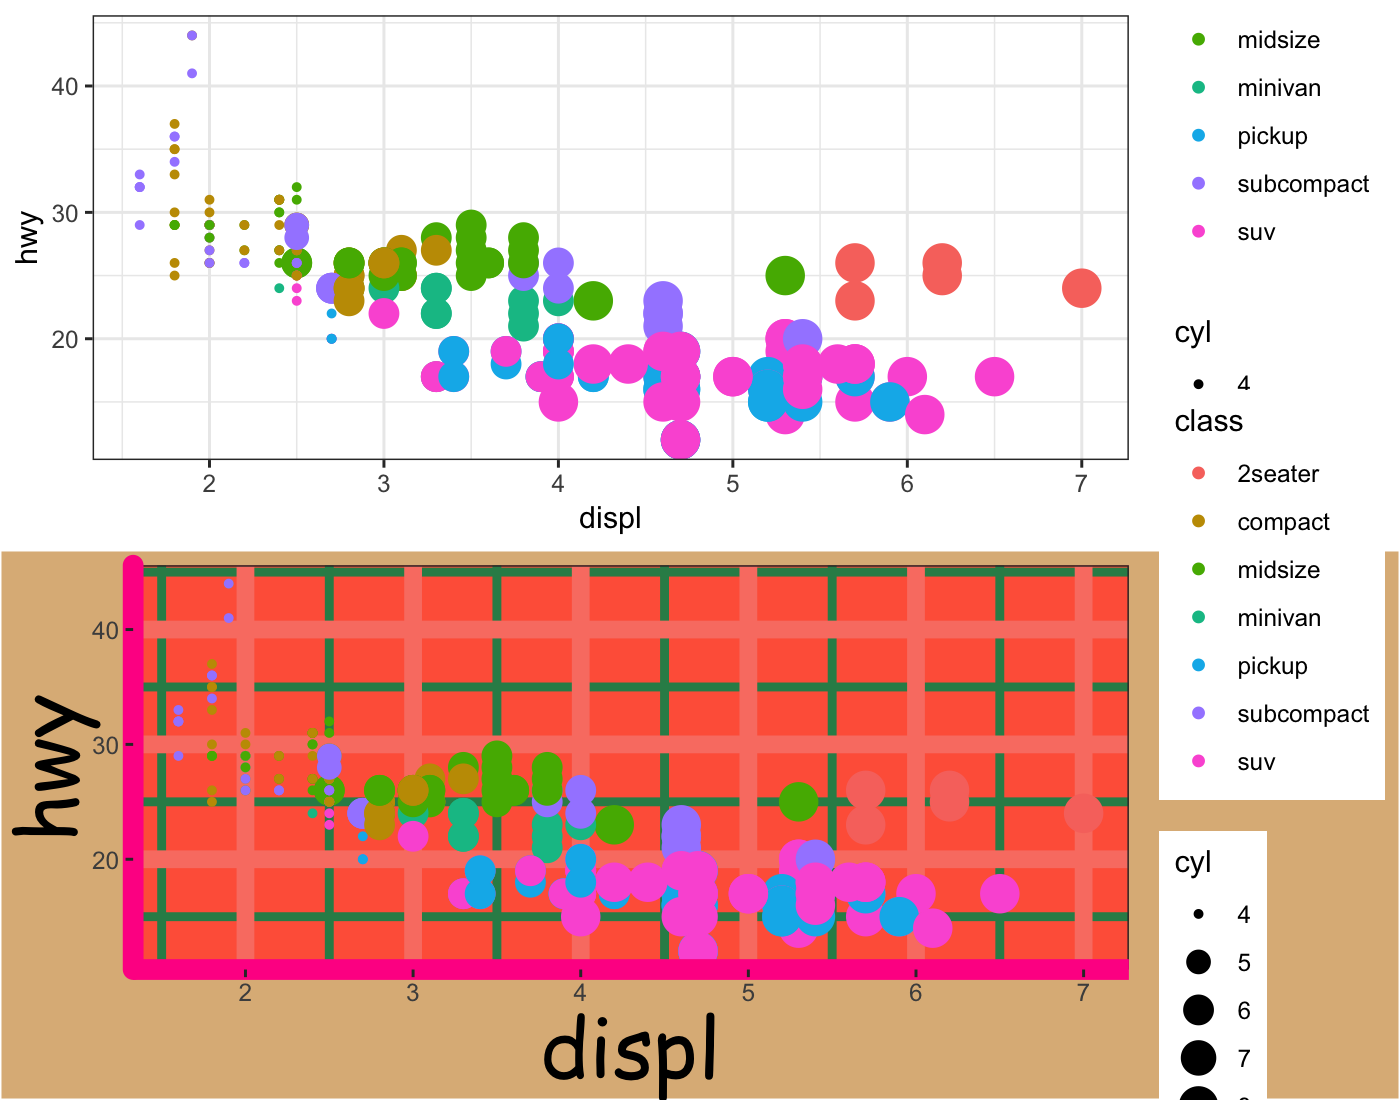 midsize
minivan
pickup
subcompact
suv
hwy
40
30
20
2 3 4 5 6 7
displ
cyl
4
class
2seater
compact
midsize
minivan
pickup
subcompact
suv
hwy
40
30
20
2 3 4 5 6 7
displ
cyl
4
5
6
7